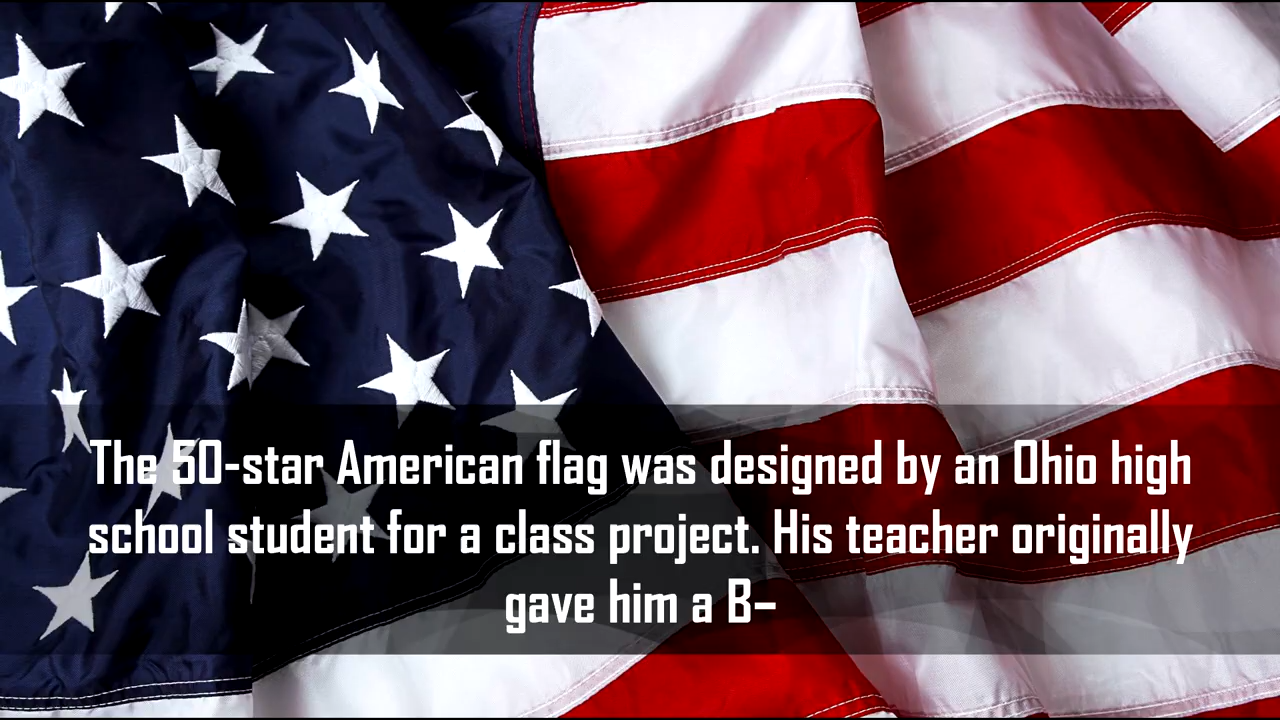 The 50-star American flag was designed by an Ohio high
school student for a class project. His teacher originally
gave him a B–